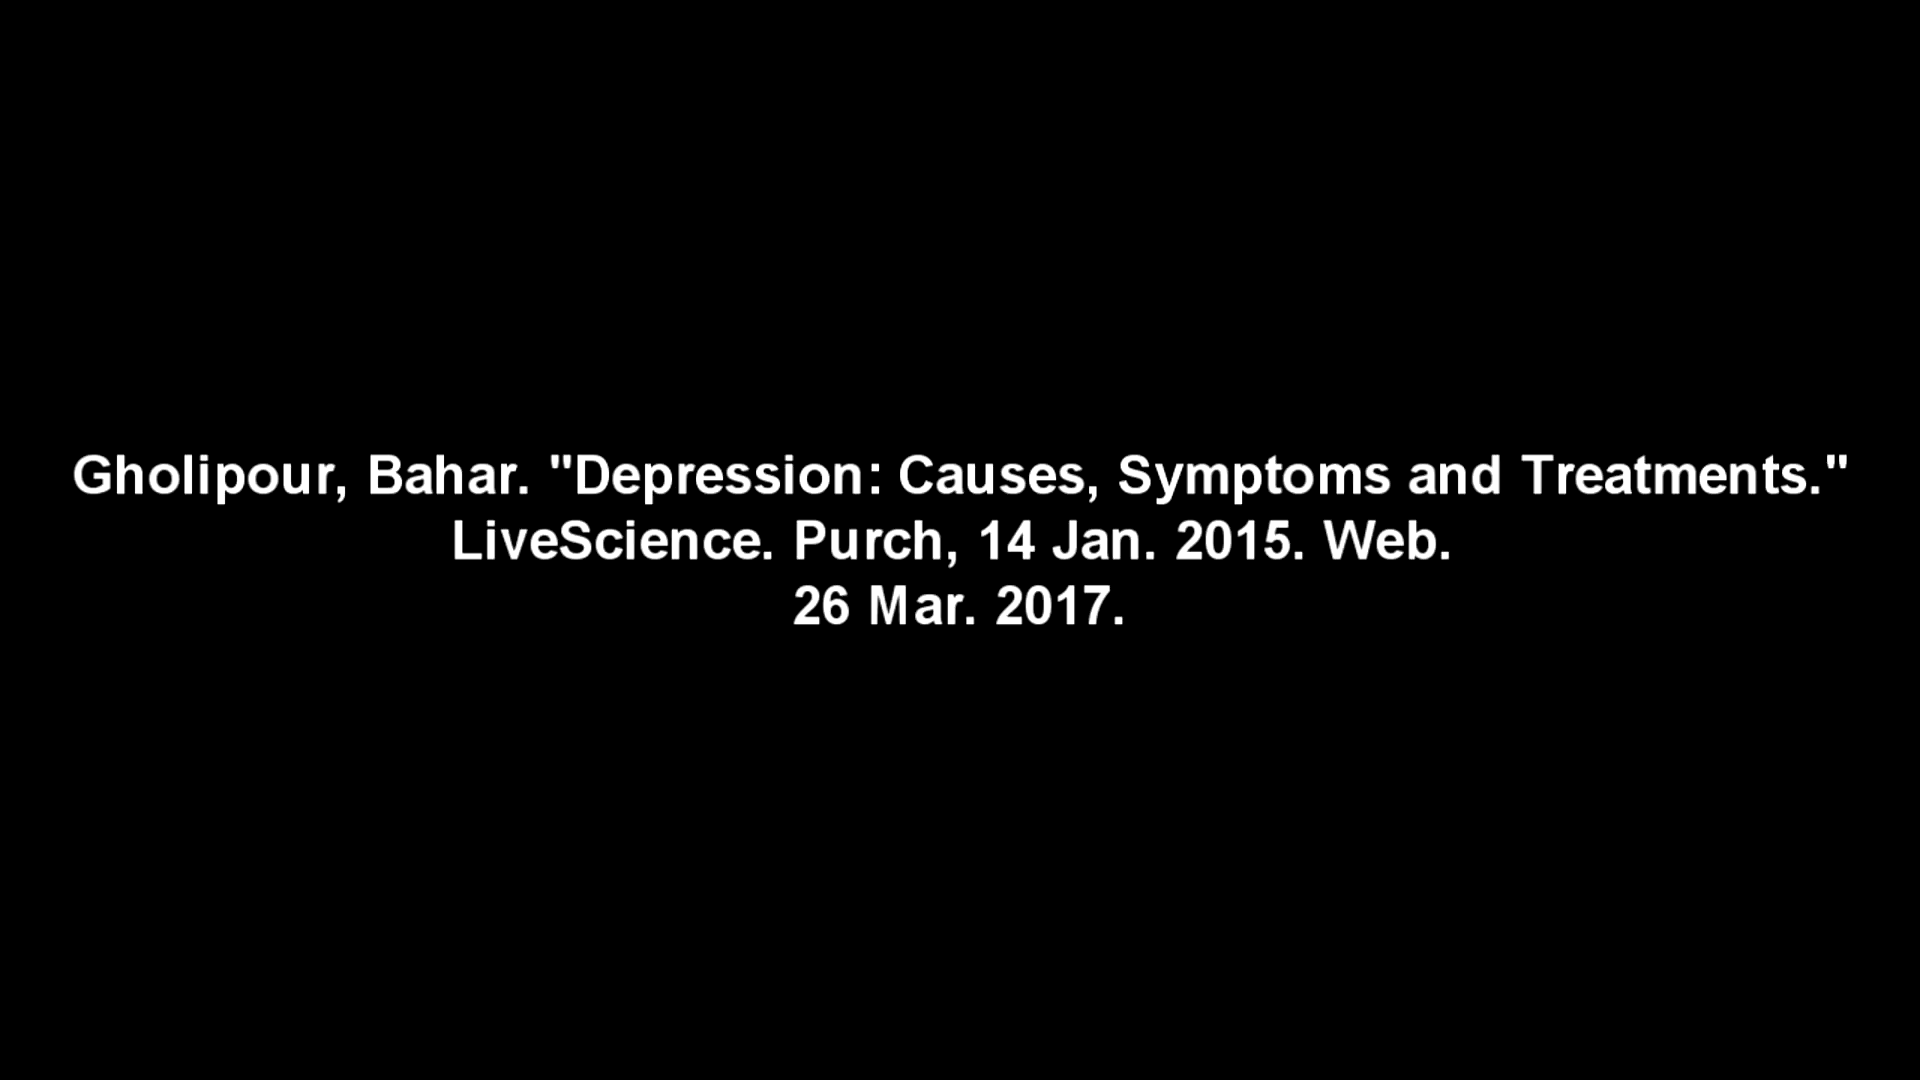 Gholipour, Bahar. "Depression: Causes, Symptoms and Treatments."
LiveScience. Purch, 14 Jan. 2015. Web.
26 Mar. 2017.